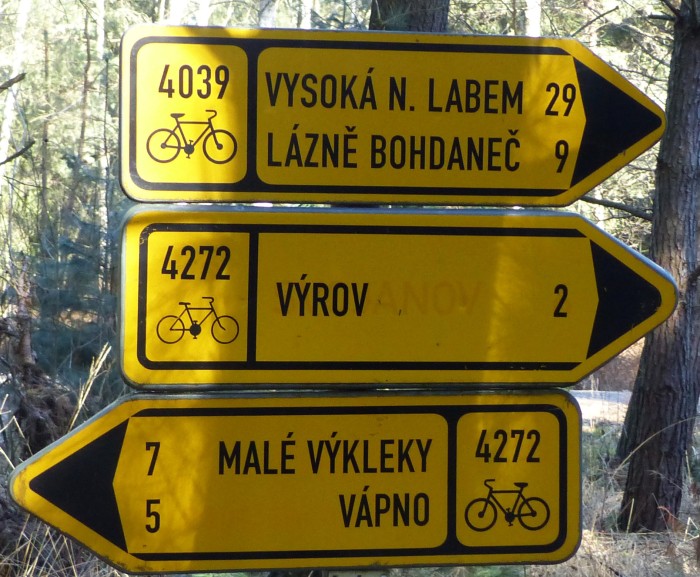 4039
VYSOKÁ N. LABEM 29
LÁZNĚ BOHDANEČ 9
4272
VÝROV 2
7 MALÉ VÝKLEKY
5 VÁPNO
4272